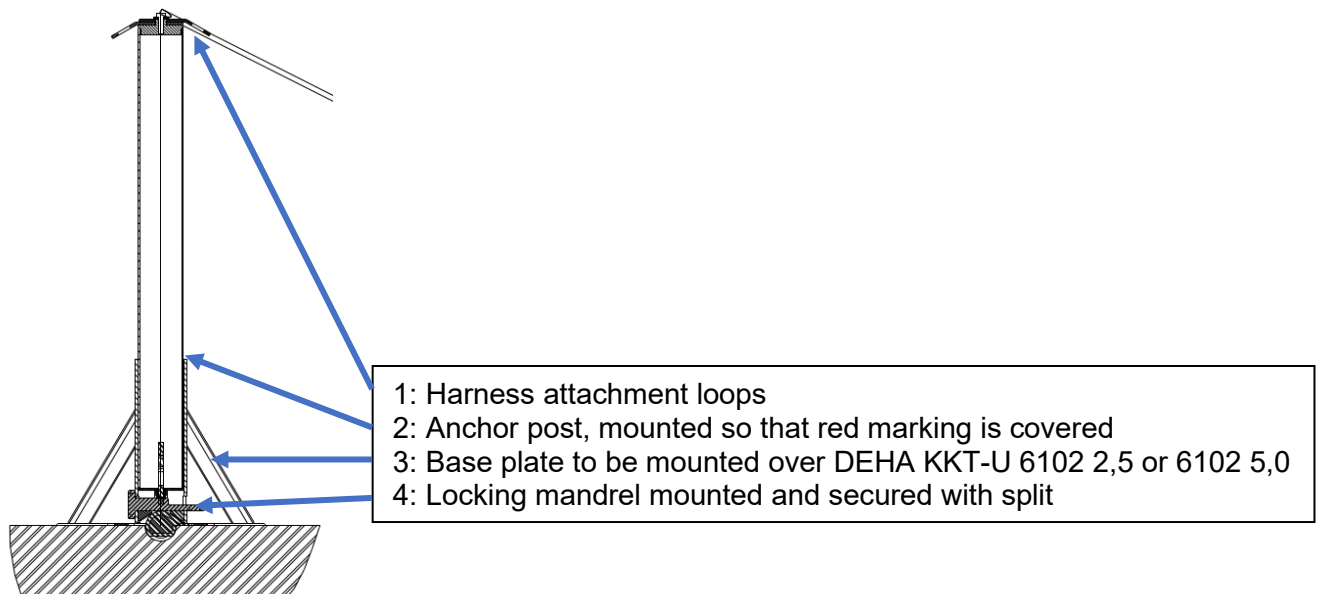 1: Harness attachment loops
2: Anchor post, mounted so that red marking is covered
3: Base plate to be mounted over DEHA KKT-U 6102 2,5 or 6102 5,0
4: Locking mandrel mounted and secured with split